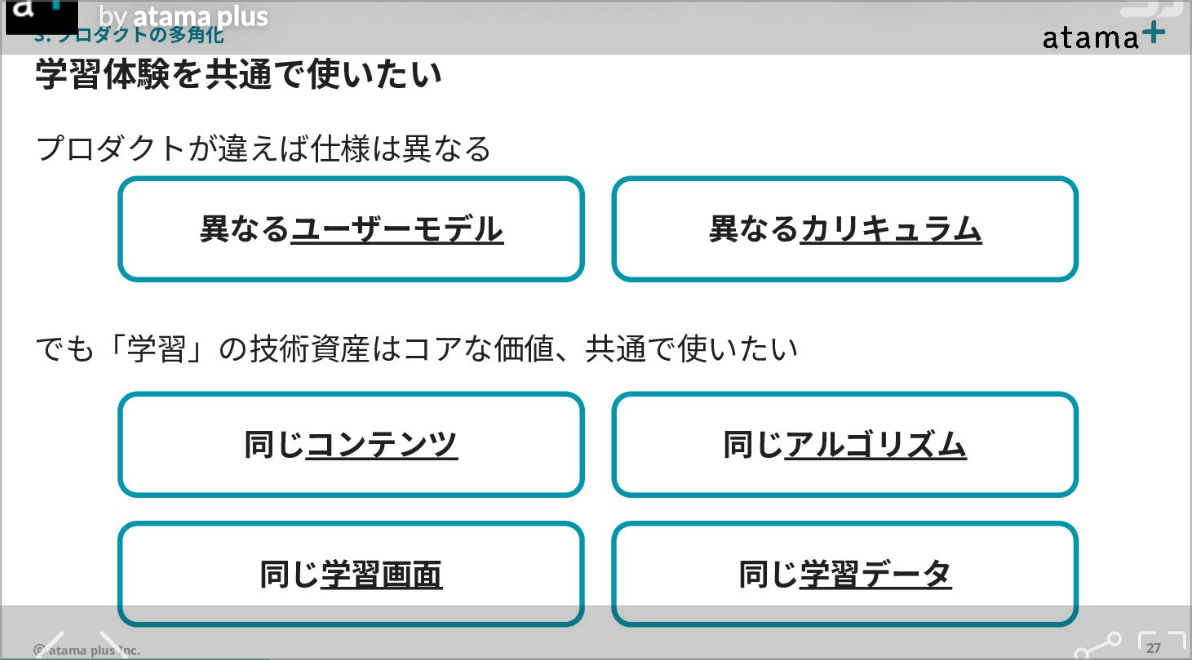 a+
by atama plus
3. プロダクトの多角化
atama+
学習体験を共通で使いたい
プロダクトが違えば仕様は異なる
異なるユーザーモデル
異なるカリキュラム
でも「学習」の技術資産はコアな価値、共通で使いたい
同じコンテンツ
同じアルゴリズム
同じ学習画面
同じ学習データ
© atama plus Inc.
27